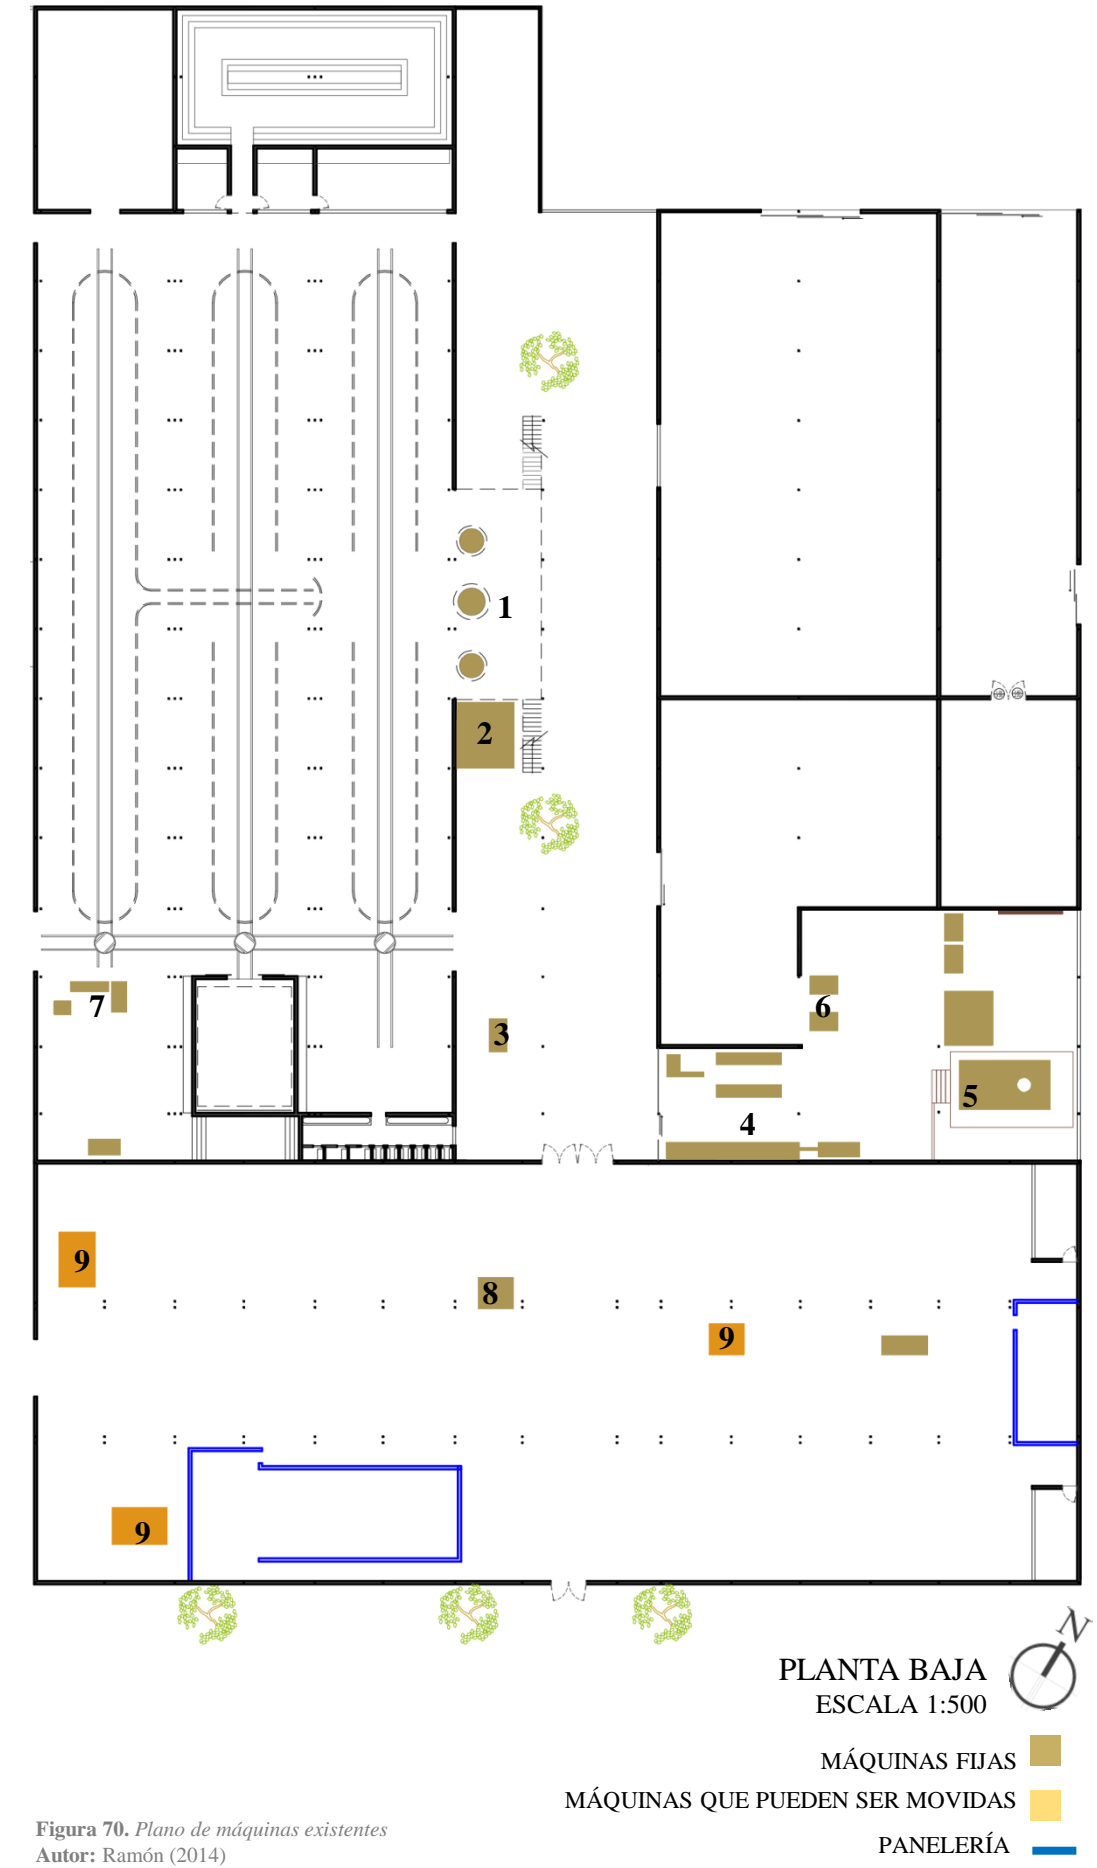 1
2
7
3
6
5
4
9
8
9
9
N
PLANTA BAJA
ESCALA 1:500
MÁQUINAS FIJAS
MÁQUINAS QUE PUEDEN SER MOVIDAS
PANELERÍA
Figura 70. Plano de máquinas existentes
Autor: Ramón (2014)